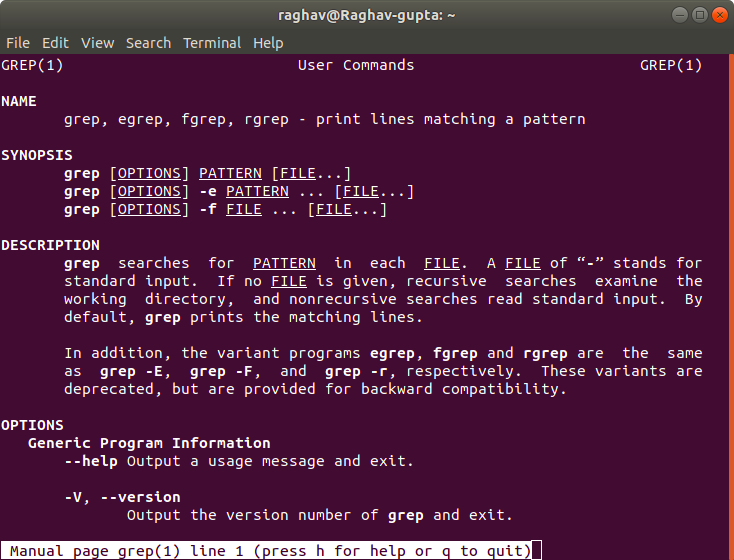 raghav@Raghav-gupta: ~
File Edit View Search Terminal Help
GREP(1) User Commands GREP(1)
NAME
grep, egrep, fgrep, rgrep - print lines matching a pattern
SYNOPSIS
grep [OPTIONS] PATTERN [FILE...]
grep [OPTIONS] -e PATTERN ... [FILE...]
grep [OPTIONS] -f FILE ... [FILE...]
DESCRIPTION
grep searches for PATTERN in each FILE. A FILE of “-” stands for
standard input. If no FILE is given, recursive searches examine the
working directory, and nonrecursive searches read standard input. By
default, grep prints the matching lines.
In addition, the variant programs egrep, fgrep and rgrep are the same
as grep -E, grep -F, and grep -r, respectively. These variants are
deprecated, but are provided for backward compatibility.
OPTIONS
Generic Program Information
--help Output a usage message and exit.
-V, --version
Output the version number of grep and exit.
Manual page grep(1) line 1 (press h for help or q to quit)